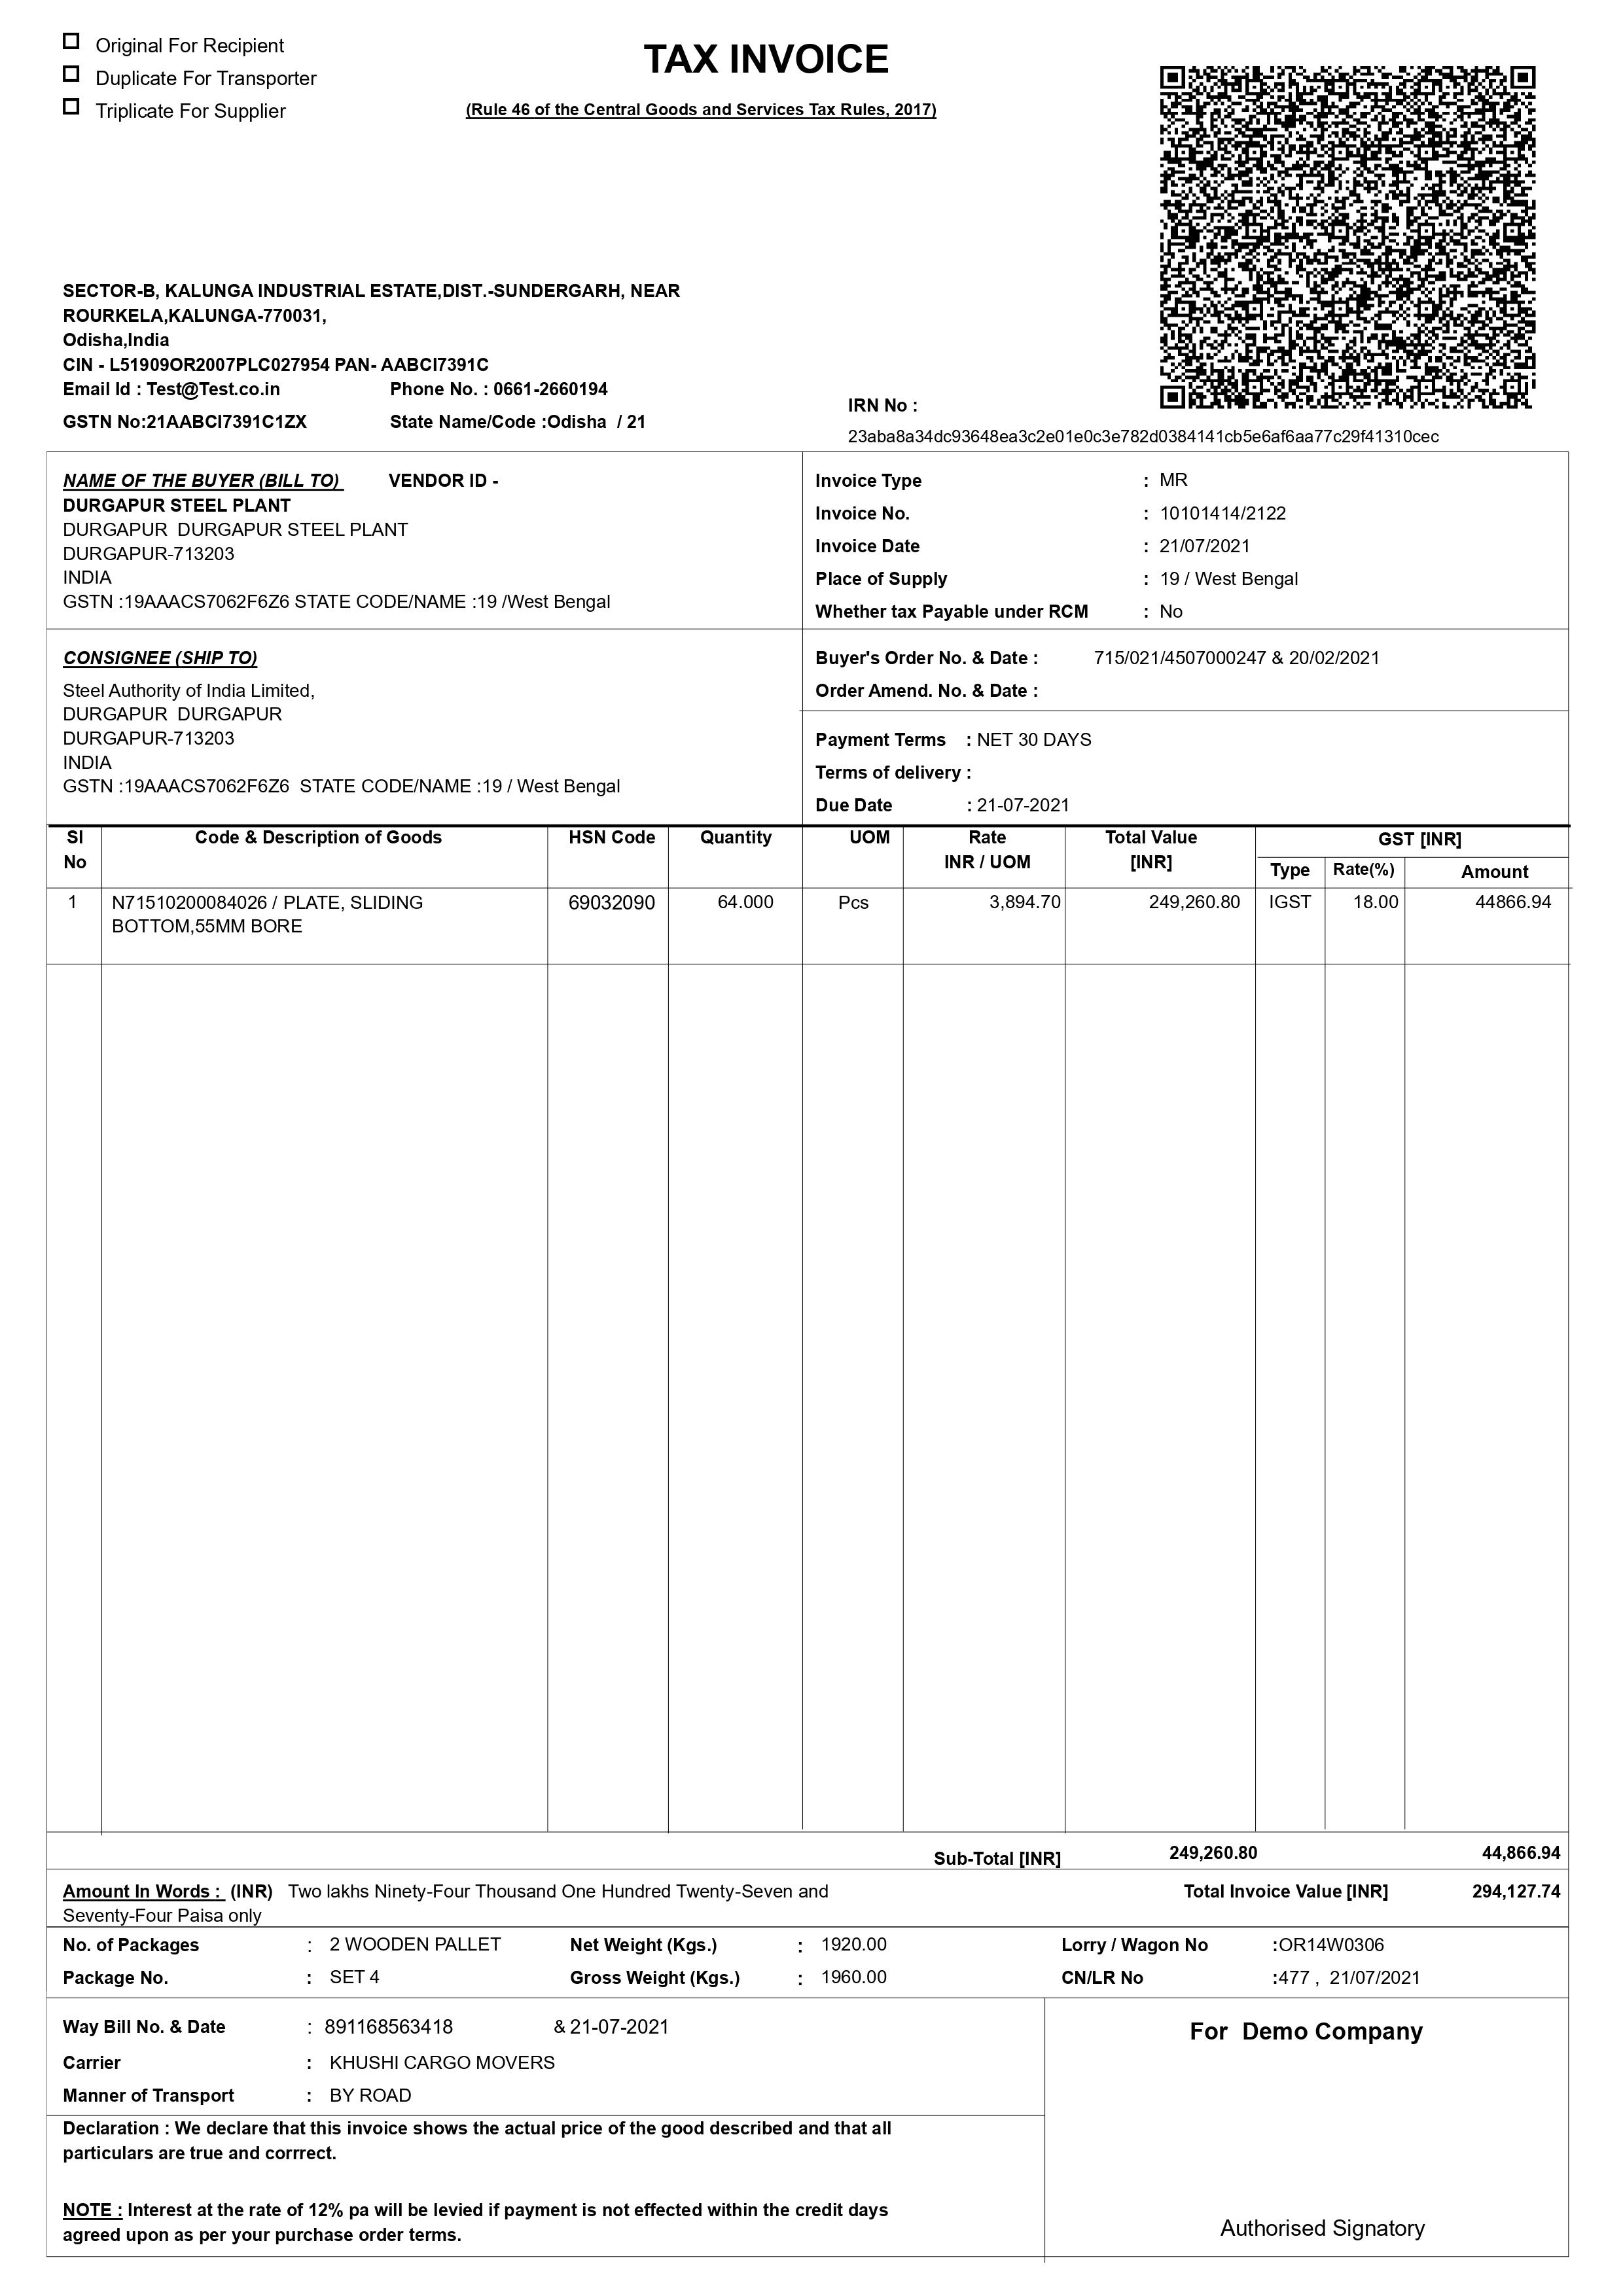 Original For Recipient
Duplicate For Transporter
Triplicate For Supplier
TAX INVOICE
(Rule 46 of the Central Goods and Services Tax Rules, 2017)
SECTOR-B, KALUNGA INDUSTRIAL ESTATE,DIST.-SUNDERGARH, NEAR
ROURKELA,KALUNGA-770031,
Odisha,India
CIN - L51909OR2007PLC027954 PAN- AABCI7391C
Email Id : Test@Test.co.in Phone No. : 0661-2660194
GSTN No:21AABCI7391C1ZX State Name/Code :Odisha / 21
IRN No :
23aba8a34dc93648ea3c2e01e0c3e782d0384141cb5e6af6aa77c29f41310cec
NAME OF THE BUYER (BILL TO) VENDOR ID -
DURGAPUR STEEL PLANT
DURGAPUR DURGAPUR STEEL PLANT
DURGAPUR-713203
INDIA
GSTN :19AAACS7062F6Z6 STATE CODE/NAME :19 /West Bengal
Invoice Type : MR
Invoice No. : 10101414/2122
Invoice Date : 21/07/2021
Place of Supply : 19 / West Bengal
Whether tax Payable under RCM : No
CONSIGNEE (SHIP TO)
Steel Authority of India Limited,
DURGAPUR DURGAPUR
DURGAPUR-713203
INDIA
GSTN :19AAACS7062F6Z6 STATE CODE/NAME :19 / West Bengal
Buyer's Order No. & Date : 715/021/4507000247 & 20/02/2021
Order Amend. No. & Date :
Payment Terms : NET 30 DAYS
Terms of delivery :
Due Date : 21-07-2021
SI No Code & Description of Goods HSN Code Quantity UOM Rate INR / UOM Total Value [INR] GST [INR]
Type Rate(%) Amount
1 N71510200084026 / PLATE, SLIDING BOTTOM,55MM BORE 69032090 64.000 Pcs 3,894.70 249,260.80 IGST 18.00 44866.94
Sub-Total [INR] 249,260.80 44,866.94
Amount In Words : (INR) Two lakhs Ninety-Four Thousand One Hundred Twenty-Seven and
Seventy-Four Paisa only
Total Invoice Value [INR] 294,127.74
No. of Packages : 2 WOODEN PALLET Net Weight (Kgs.) : 1920.00 Lorry / Wagon No :OR14W0306
Package No. : SET 4 Gross Weight (Kgs.) : 1960.00 CN/LR No :477 , 21/07/2021
Way Bill No. & Date : 891168563418 & 21-07-2021
Carrier : KHUSHI CARGO MOVERS
Manner of Transport : BY ROAD
For Demo Company
Declaration : We declare that this invoice shows the actual price of the good described and that all
particulars are true and corrrect.
NOTE : Interest at the rate of 12% pa will be levied if payment is not effected within the credit days
agreed upon as per your purchase order terms.
Authorised Signatory